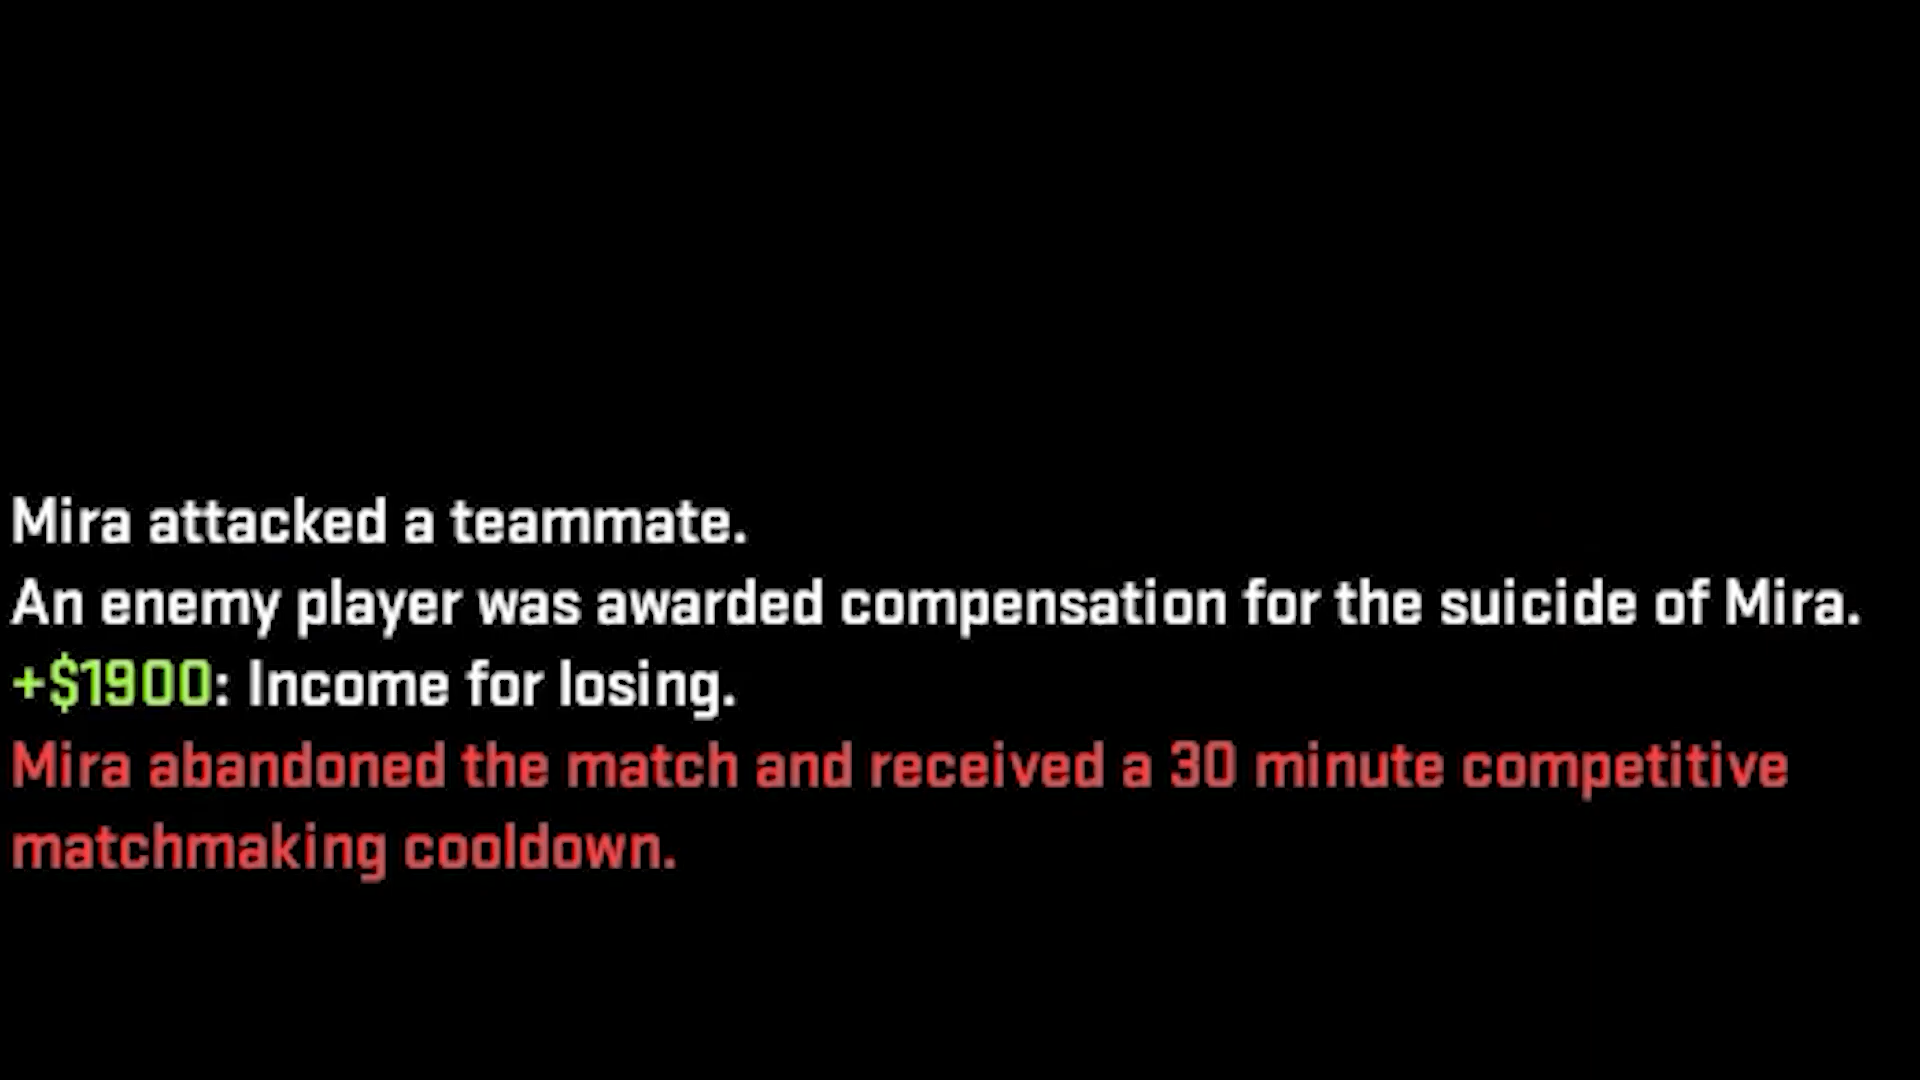 Mira attacked a teammate.
An enemy player was awarded compensation for the suicide of Mira.
+$1900: Income for losing.
Mira abandoned the match and received a 30 minute competitive
matchmaking cooldown.